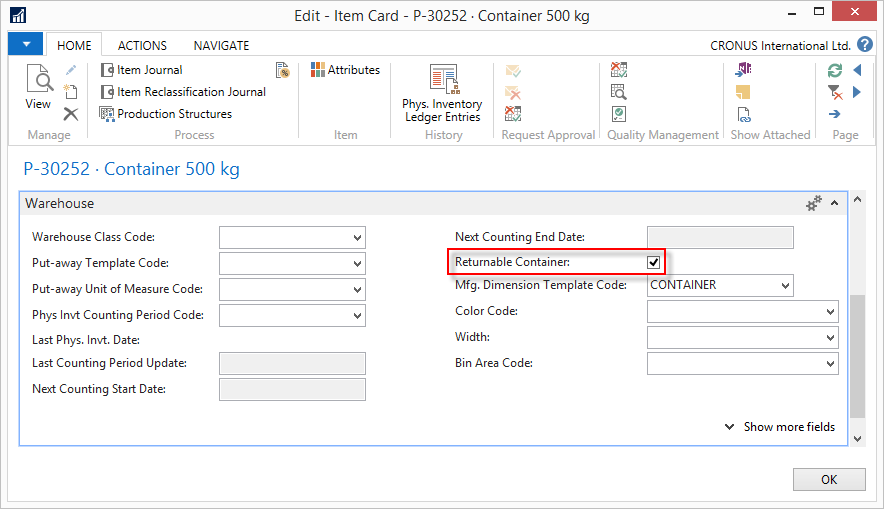 Edit - Item Card - P-30252 · Container 500 kg
HOME ACTIONS NAVIGATE CRONUS International Ltd. ?
View
Item Journal
Item Reclassification Journal
Production Structures
Attributes
Phys. Inventory
Ledger Entries
Manage Process Item History Request Approval Quality Management Show Attached Page
P-30252 · Container 500 kg
Warehouse
Warehouse Class Code:
Put-away Template Code:
Put-away Unit of Measure Code:
Phys Invt Counting Period Code:
Last Phys. Invt. Date:
Last Counting Period Update:
Next Counting Start Date:
Next Counting End Date:
Returnable Container:
Mfg. Dimension Template Code: CONTAINER
Color Code:
Width:
Bin Area Code:
Show more fields
OK